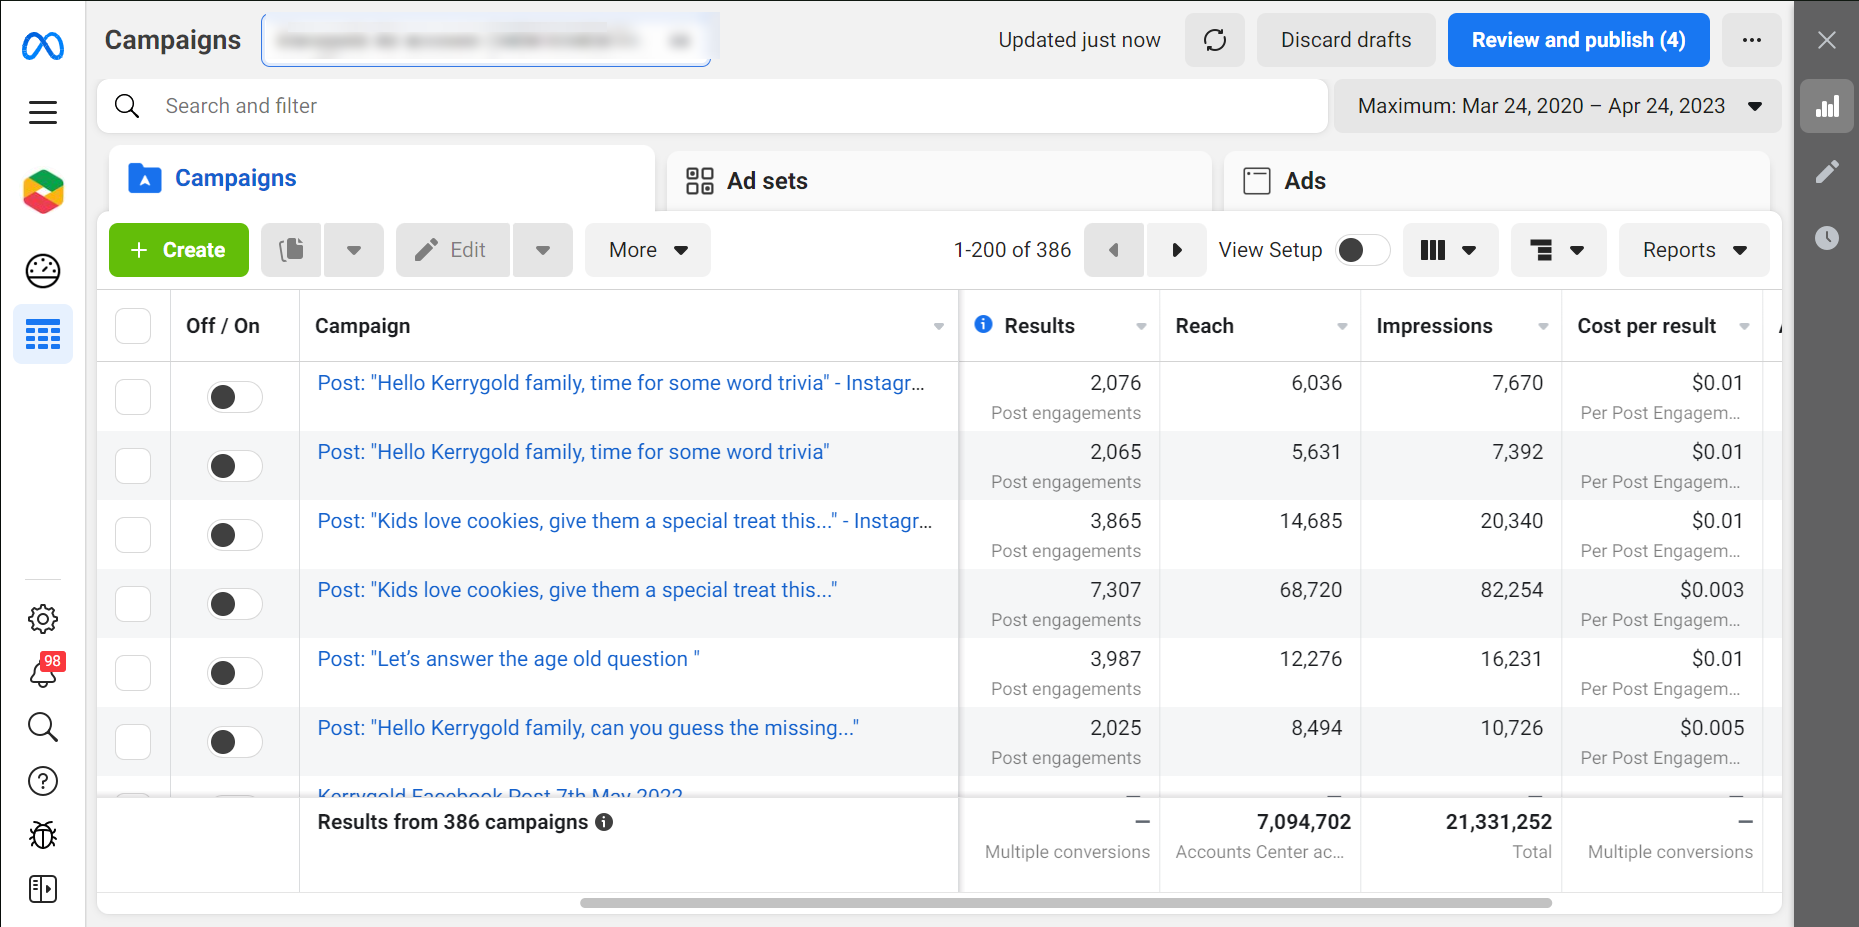 Campaigns
Updated just now
Discard drafts
Review and publish (4)
Search and filter
Maximum: Mar 24, 2020 – Apr 24, 2023
Campaigns
Ad sets
Ads
+ Create
Edit
More
1-200 of 386
View Setup
Reports
Off / On
Campaign
Results
Reach
Impressions
Cost per result
Post: "Hello Kerrygold family, time for some word trivia" - Instagr...
2,076
6,036
7,670
$0.01
Post engagements
Per Post Engagem...
Post: "Hello Kerrygold family, time for some word trivia"
2,065
5,631
7,392
$0.01
Post engagements
Per Post Engagem...
Post: "Kids love cookies, give them a special treat this..." - Instagr...
3,865
14,685
20,340
$0.01
Post engagements
Per Post Engagem...
Post: "Kids love cookies, give them a special treat this..."
7,307
68,720
82,254
$0.003
Post engagements
Per Post Engagem...
Post: "Let’s answer the age old question "
3,987
12,276
16,231
$0.01
Post engagements
Per Post Engagem...
Post: "Hello Kerrygold family, can you guess the missing..."
2,025
8,494
10,726
$0.005
Post engagements
Per Post Engagem...
Kerrygold Facebook Post 7th May 2022
Results from 386 campaigns
—
7,094,702
21,331,252
—
Multiple conversions
Accounts Center ac...
Total
Multiple conversions
98